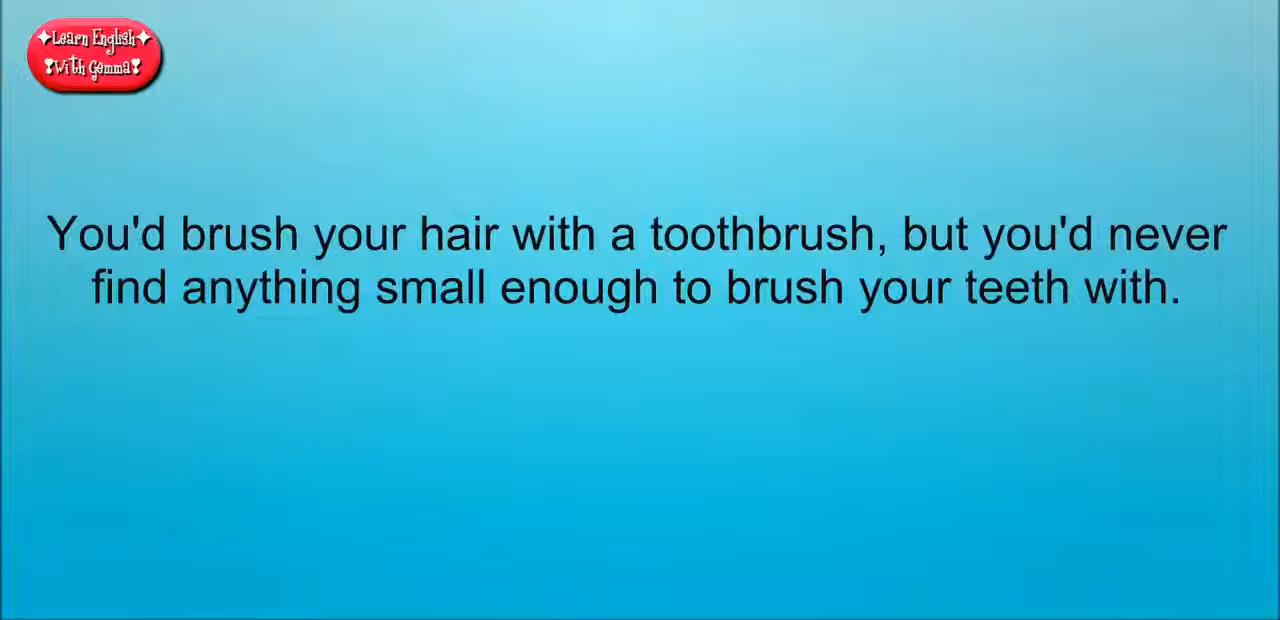 ✦Learn English✦
❣With Gemma❣
You'd brush your hair with a toothbrush, but you'd never
find anything small enough to brush your teeth with.